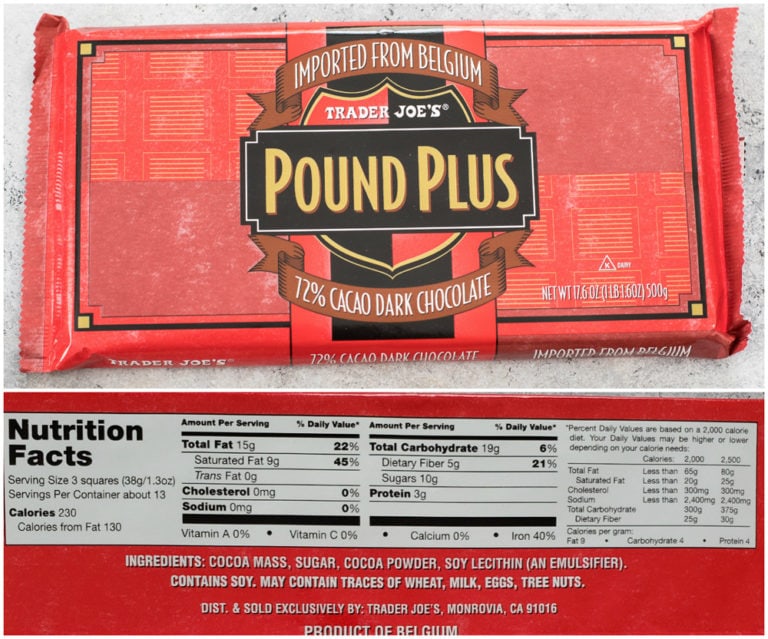 IMPORTED FROM BELGIUM
TRADER JOE'S®
POUND PLUS
72% CACAO DARK CHOCOLATE
K DAIRY
NET WT 17.6 OZ (1 LB 1.6 OZ) 500g
TRADER JOE'S®
72% CACAO DARK CHOCOLATE
IMPORTED FROM BELGIUM
Nutrition
Facts
Serving Size 3 squares (38g/1.3oz)
Servings Per Container about 13
Calories 230
Calories from Fat 130
Amount Per Serving % Daily Value*
Total Fat 15g 22%
Saturated Fat 9g 45%
Trans Fat 0g
Cholesterol 0mg 0%
Sodium 0mg 0%
Amount Per Serving % Daily Value*
Total Carbohydrate 19g 6%
Dietary Fiber 5g 21%
Sugars 10g
Protein 3g
Vitamin A 0% • Vitamin C 0% • Calcium 0% • Iron 40%
*Percent Daily Values are based on a 2,000 calorie
diet. Your Daily Values may be higher or lower
depending on your calorie needs:
Calories: 2,000 2,500
Total Fat Less than 65g 80g
Saturated Fat Less than 20g 25g
Cholesterol Less than 300mg 300mg
Sodium Less than 2,400mg 2,400mg
Total Carbohydrate 300g 375g
Dietary Fiber 25g 30g
Calories per gram:
Fat 9 • Carbohydrate 4 • Protein 4
INGREDIENTS: COCOA MASS, SUGAR, COCOA POWDER, SOY LECITHIN (AN EMULSIFIER).
CONTAINS SOY. MAY CONTAIN TRACES OF WHEAT, MILK, EGGS, TREE NUTS.
DIST. & SOLD EXCLUSIVELY BY: TRADER JOE'S, MONROVIA, CA 91016
PRODUCT OF BELGIUM